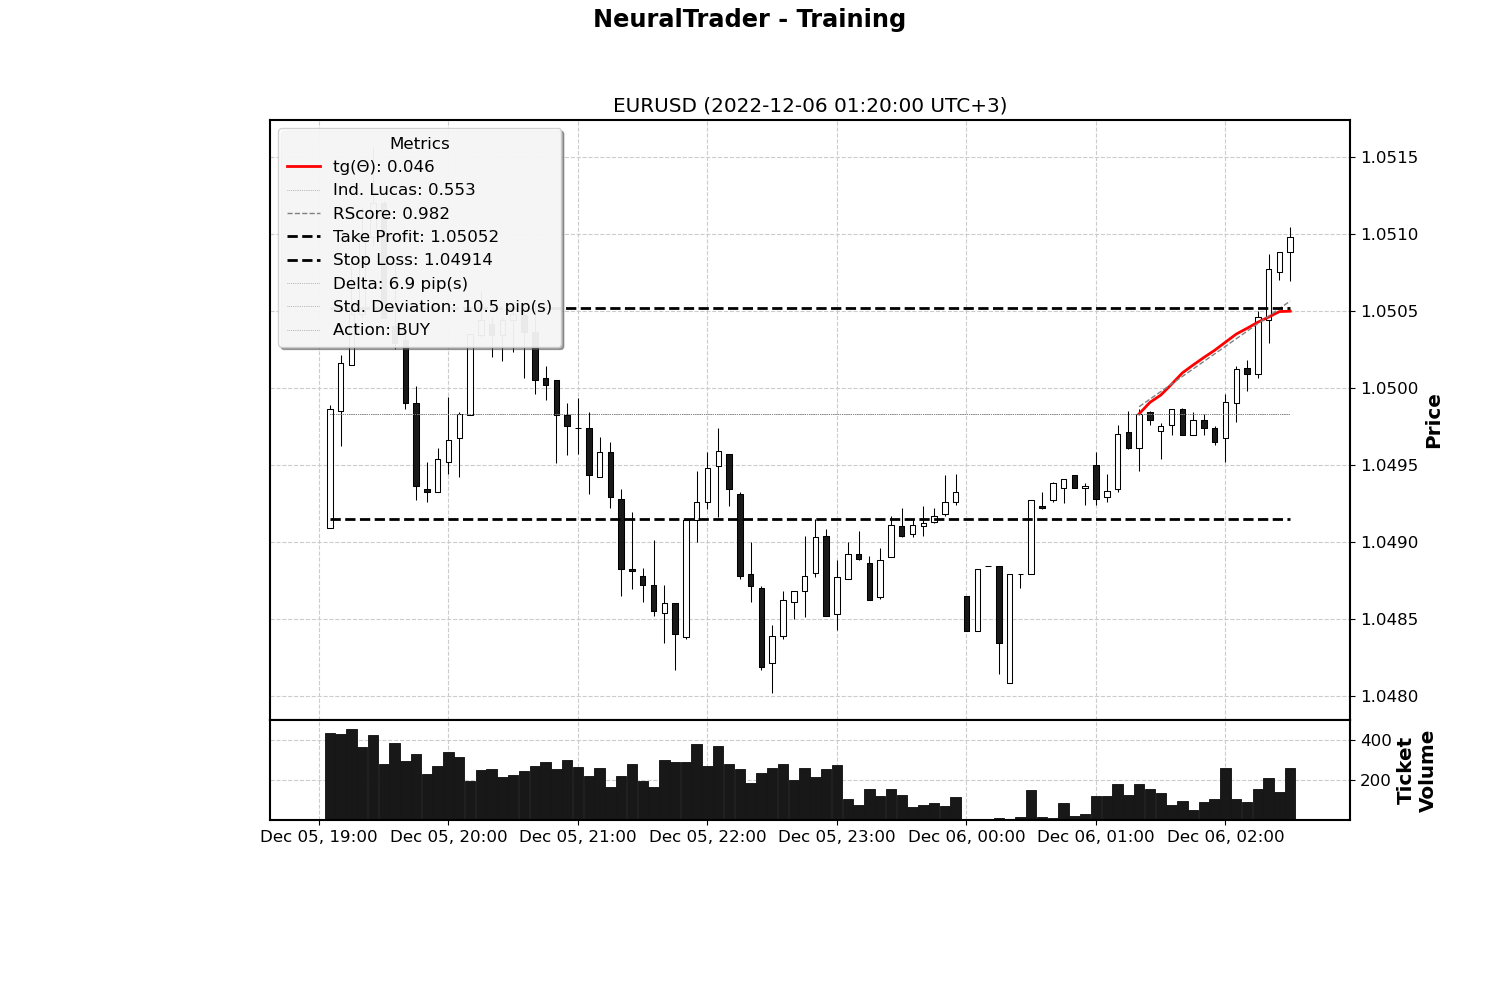 NeuralTrader - Training
EURUSD (2022-12-06 01:20:00 UTC+3)
Metrics
tg(Θ): 0.046
Ind. Lucas: 0.553
RScore: 0.982
Take Profit: 1.05052
Stop Loss: 1.04914
Delta: 6.9 pip(s)
Std. Deviation: 10.5 pip(s)
Action: BUY
1.0515
1.0510
1.0505
1.0500
1.0495
1.0490
1.0485
1.0480
Price
400
200
Ticket
Volume
Dec 05, 19:00
Dec 05, 20:00
Dec 05, 21:00
Dec 05, 22:00
Dec 05, 23:00
Dec 06, 00:00
Dec 06, 01:00
Dec 06, 02:00